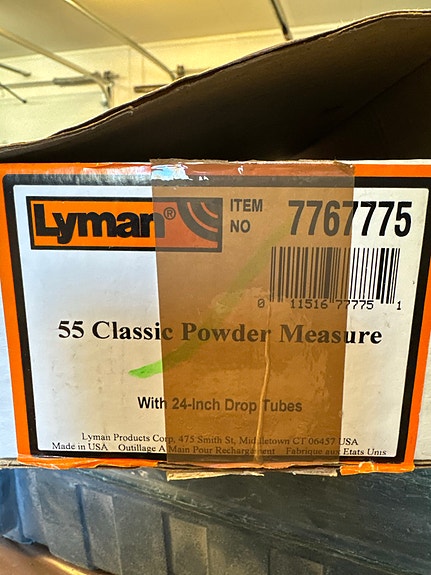 Lyman®
ITEM NO 7767775
0 11516 77775 1
55 Classic Powder Measure
With 24-Inch Drop Tubes
Lyman Products Corp, 475 Smith St, Middletown CT 06457 USA
Made in USA Outillage A Main Pour Rechargement Fabrique aux Etats Unis